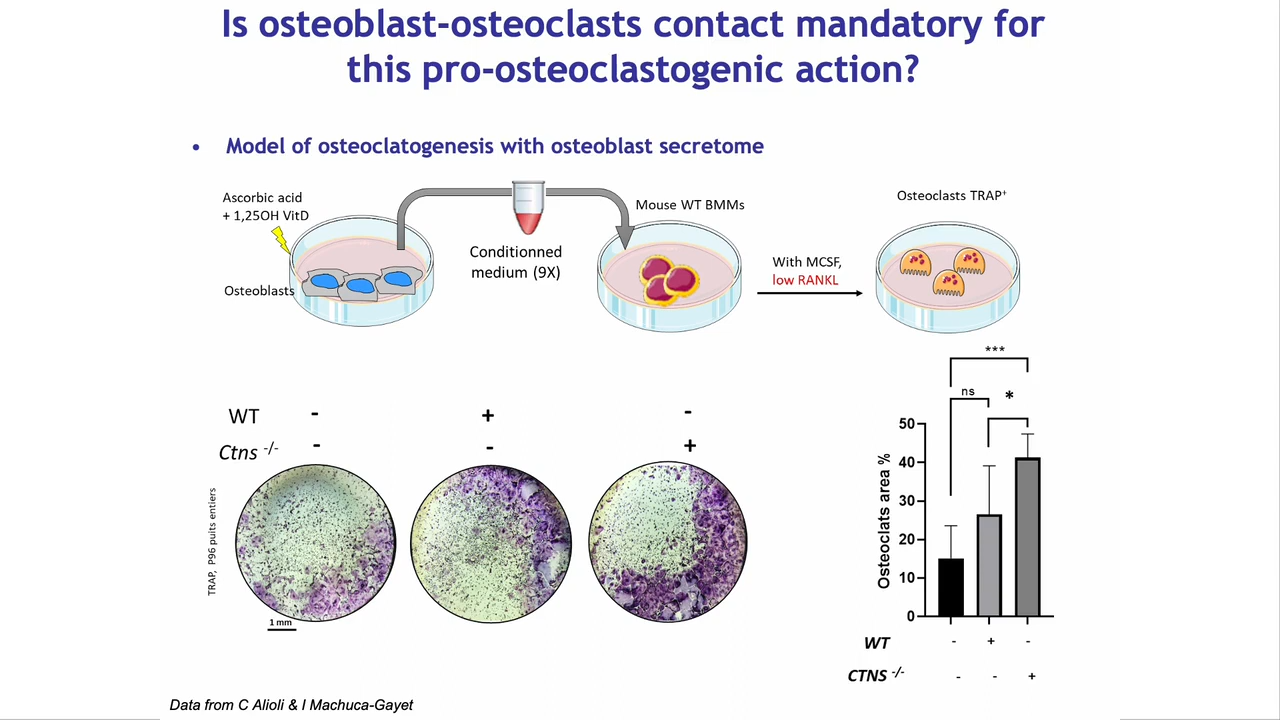 Is osteoblast-osteoclasts contact mandatory for
this pro-osteoclastogenic action?
• Model of osteoclatogenesis with osteoblast secretome
Ascorbic acid
+ 1,25OH VitD
Osteoblasts
Conditionned
medium (9X)
Mouse WT BMMs
With MCSF,
low RANKL
Osteoclasts TRAP+
WT - + -
Ctns -/- - - +
TRAP, P96 puits entiers
1 mm
***
ns *
Osteoclats area %
50
40
30
20
10
0
WT - + -
CTNS -/- - - +
Data from C Alioli & I Machuca-Gayet